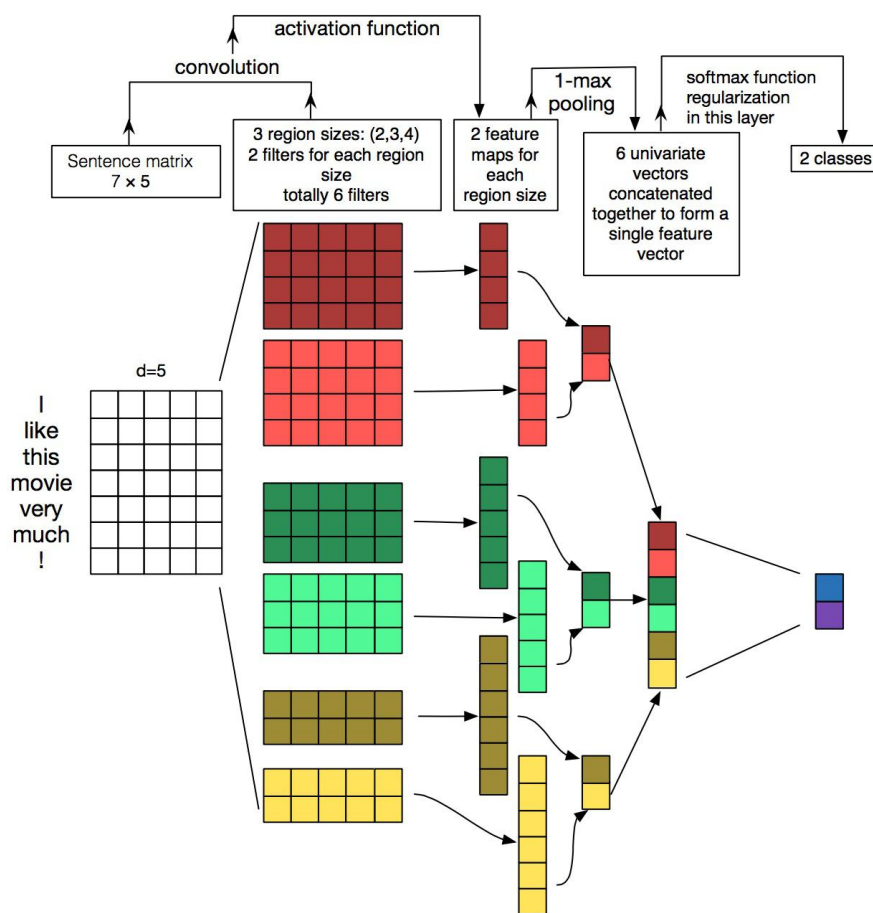 activation function
convolution
1-max
pooling
softmax function
regularization
in this layer
Sentence matrix
7 × 5
3 region sizes: (2,3,4)
2 filters for each region
size
totally 6 filters
2 feature
maps for
each
region size
6 univariate
vectors
concatenated
together to form a
single feature
vector
2 classes
d=5
I
like
this
movie
very
much
!